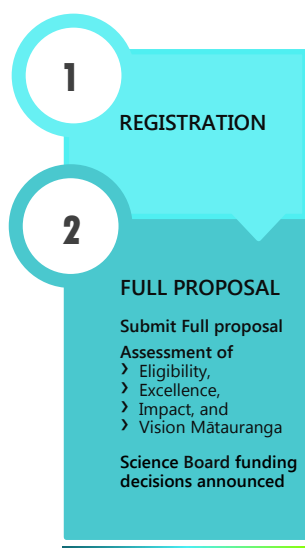 1
REGISTRATION
2
FULL PROPOSAL
Submit Full proposal
Assessment of
› Eligibility,
› Excellence,
› Impact, and
› Vision Mātauranga
Science Board funding
decisions announced